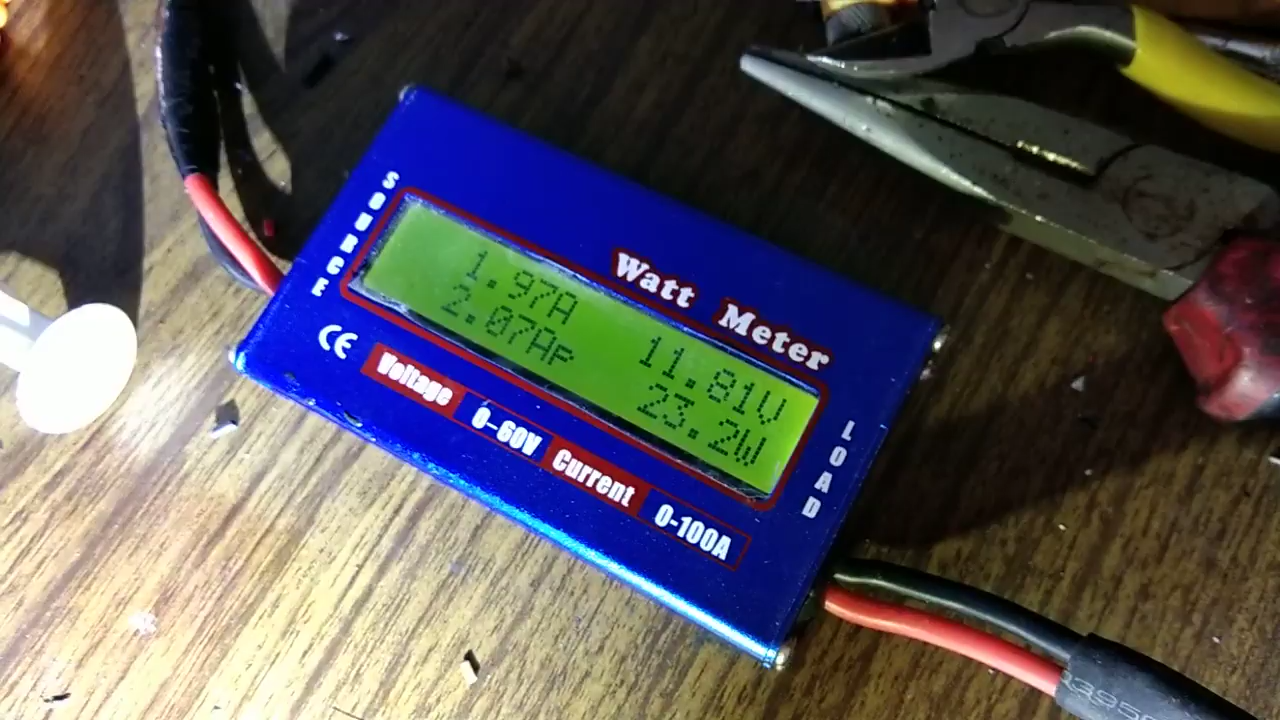 SOURCE
Watt Meter
1.97A 11.81V
2.07Ap 23.2W
LOAD
CE
Voltage 0-60V Current 0-100A